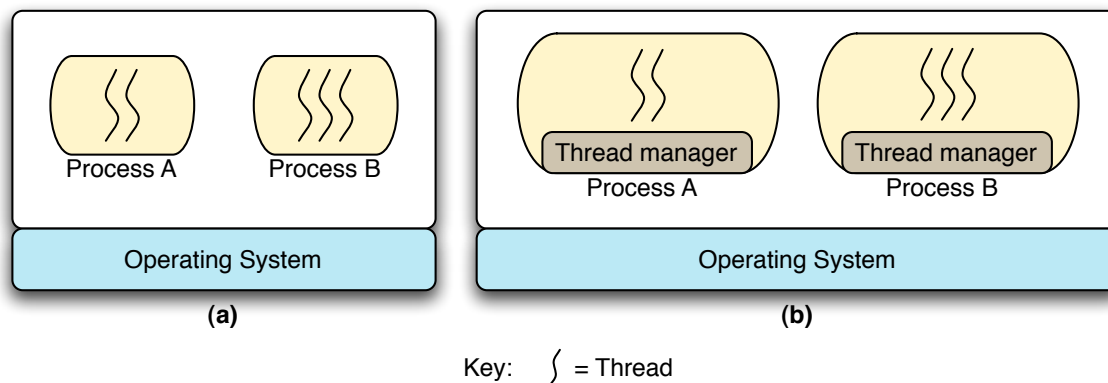 Process A
Process B
Operating System
(a)
Thread manager
Thread manager
Process A
Process B
Operating System
(b)
Key: = Thread